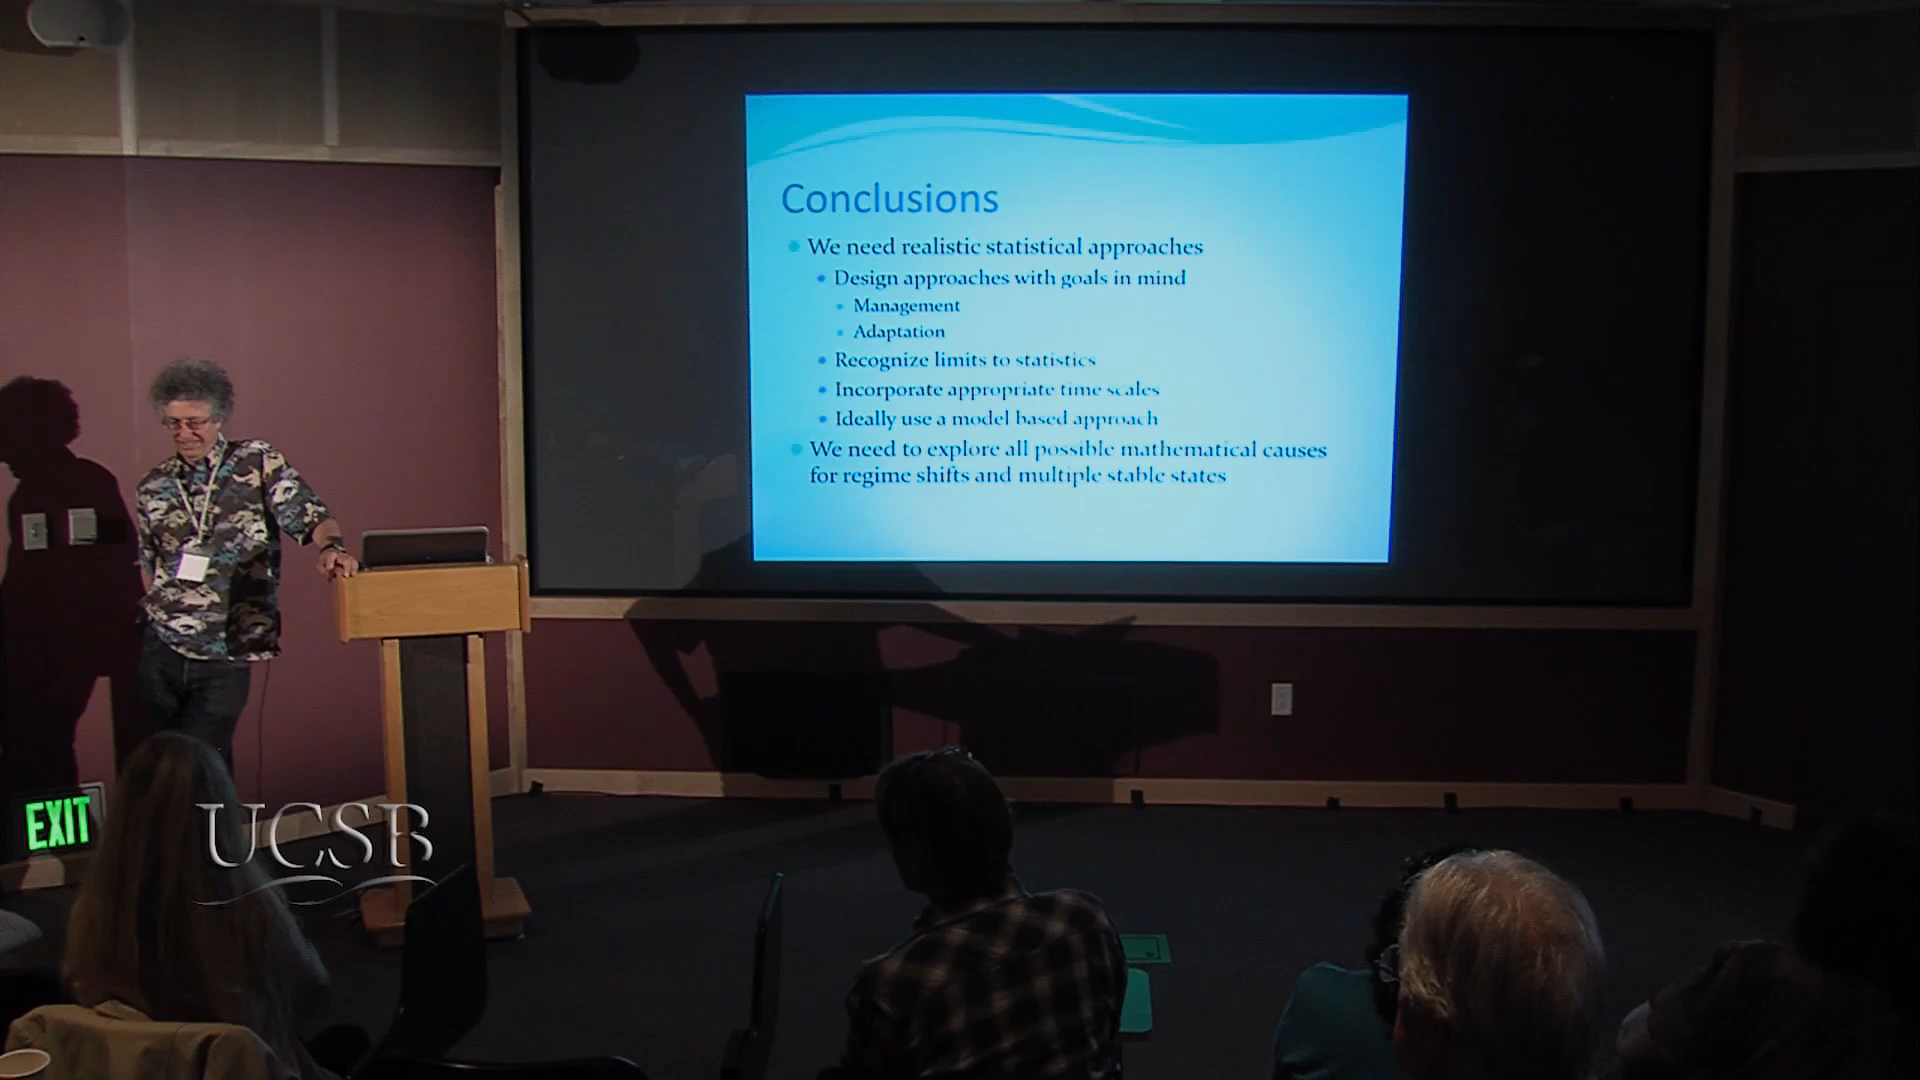 Conclusions
We need realistic statistical approaches
Design approaches with goals in mind
Management
Adaptation
Recognize limits to statistics
Incorporate appropriate time scales
Ideally use a model based approach
We need to explore all possible mathematical causes
for regime shifts and multiple stable states
EXIT
UCSB